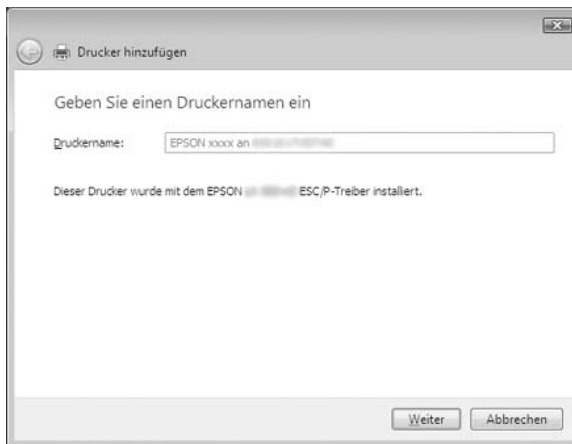 Drucker hinzufügen
Geben Sie einen Druckernamen ein
Druckername:
EPSON xxxx an
Dieser Drucker wurde mit dem EPSON ESC/P-Treiber installiert.
Weiter
Abbrechen